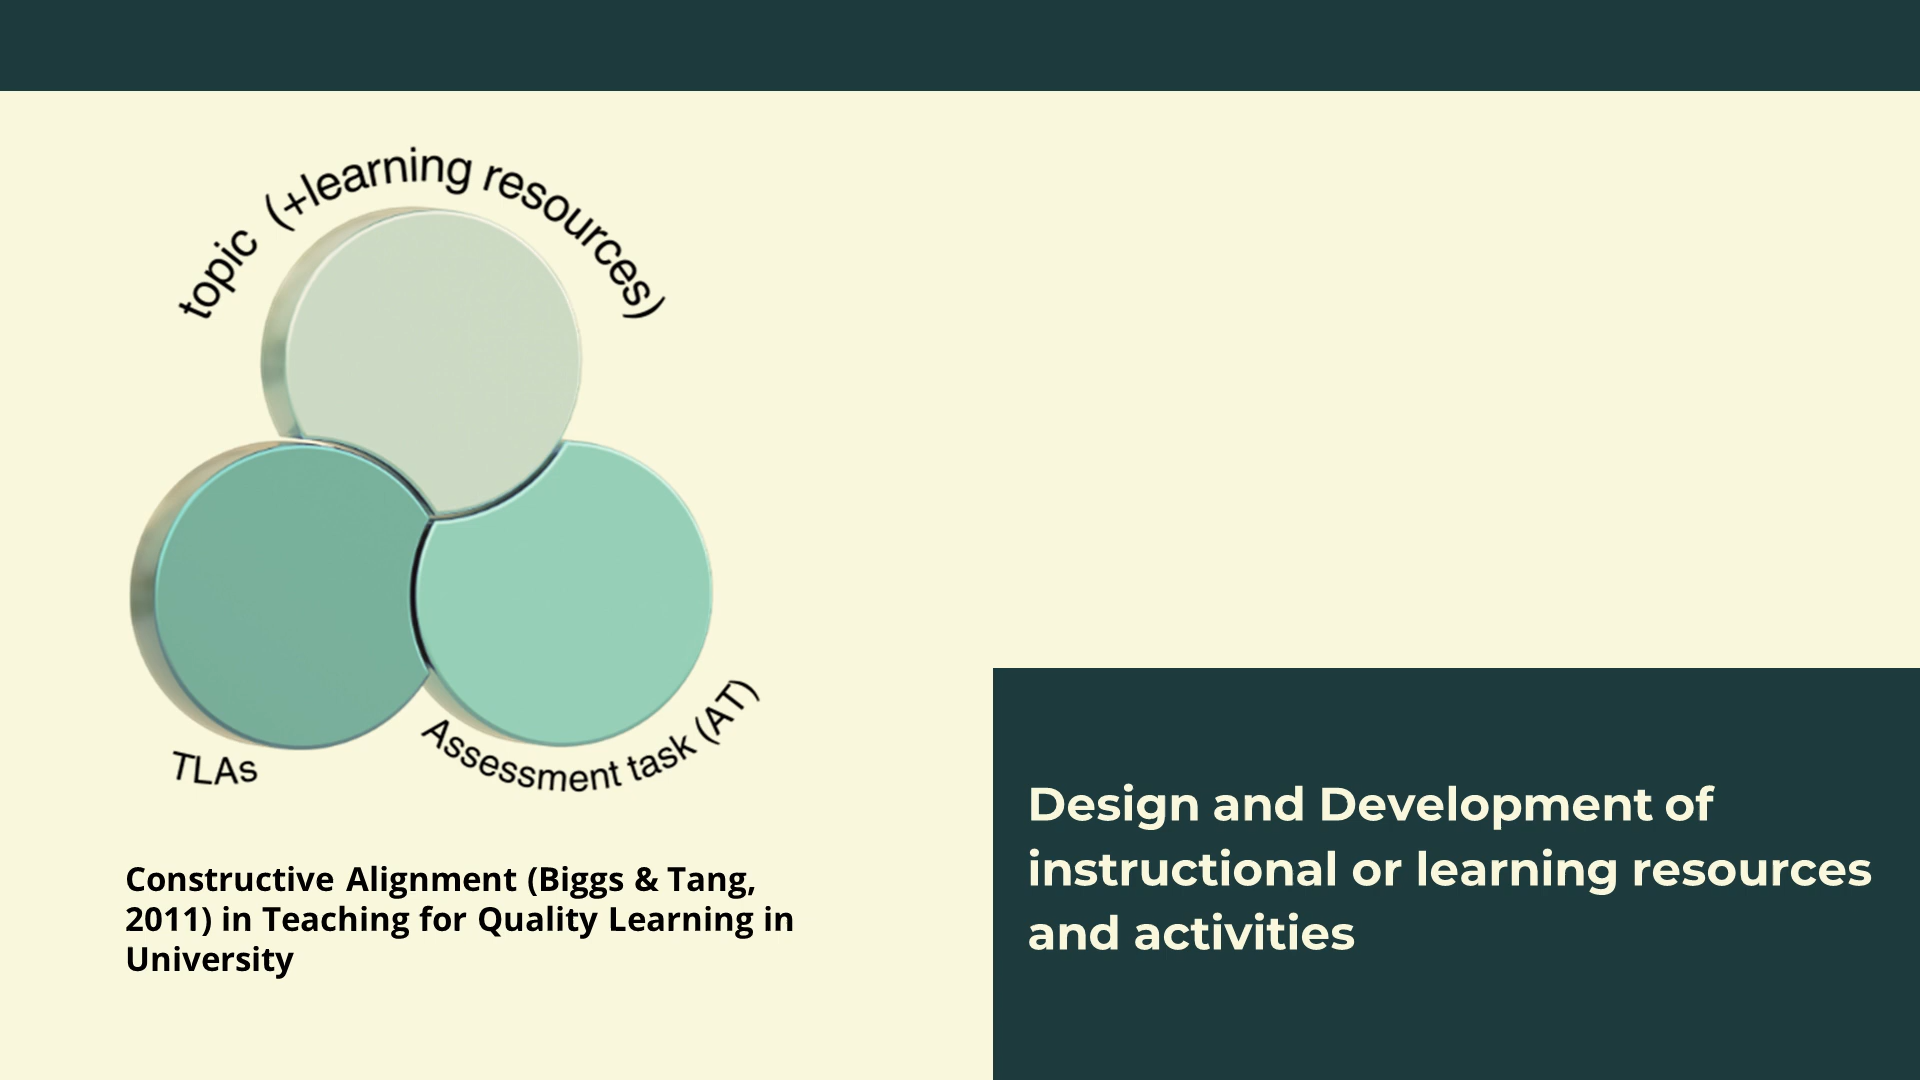 topic (+learning resources)
TLAs
Assessment task (AT)
Constructive Alignment (Biggs & Tang,
2011) in Teaching for Quality Learning in
University
Design and Development of
instructional or learning resources
and activities